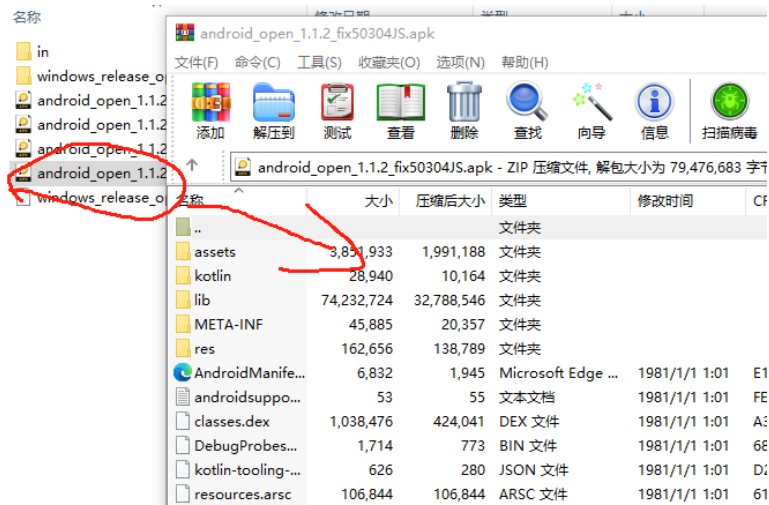 名称
in
windows_release_o
android_open_1.1.2
android_open_1.1.2
android_open_1.1.2
android_open_1.1.2
windows_release_o
android_open_1.1.2_fix50304JS.apk
文件(F) 命令(C) 工具(S) 收藏夹(O) 选项(N) 帮助(H)
添加 解压到 测试 查看 删除 查找 向导 信息 扫描病毒
android_open_1.1.2_fix50304JS.apk - ZIP 压缩文件, 解包大小为 79,476,683 字节
名称 大小 压缩后大小 类型 修改时间 CF
.. 文件夹
assets 3,851,933 1,991,188 文件夹
kotlin 28,940 10,164 文件夹
lib 74,232,724 32,788,546 文件夹
META-INF 45,885 20,357 文件夹
res 162,656 138,789 文件夹
AndroidManife... 6,832 1,945 Microsoft Edge ... 1981/1/1 1:01 E1
androidsuppo... 53 55 文本文档 1981/1/1 1:01 FE
classes.dex 1,038,476 424,041 DEX 文件 1981/1/1 1:01 A3
DebugProbes... 1,714 773 BIN 文件 1981/1/1 1:01 68
kotlin-tooling-... 626 280 JSON 文件 1981/1/1 1:01 D2
resources.arsc 106,844 106,844 ARSC 文件 1981/1/1 1:01 61